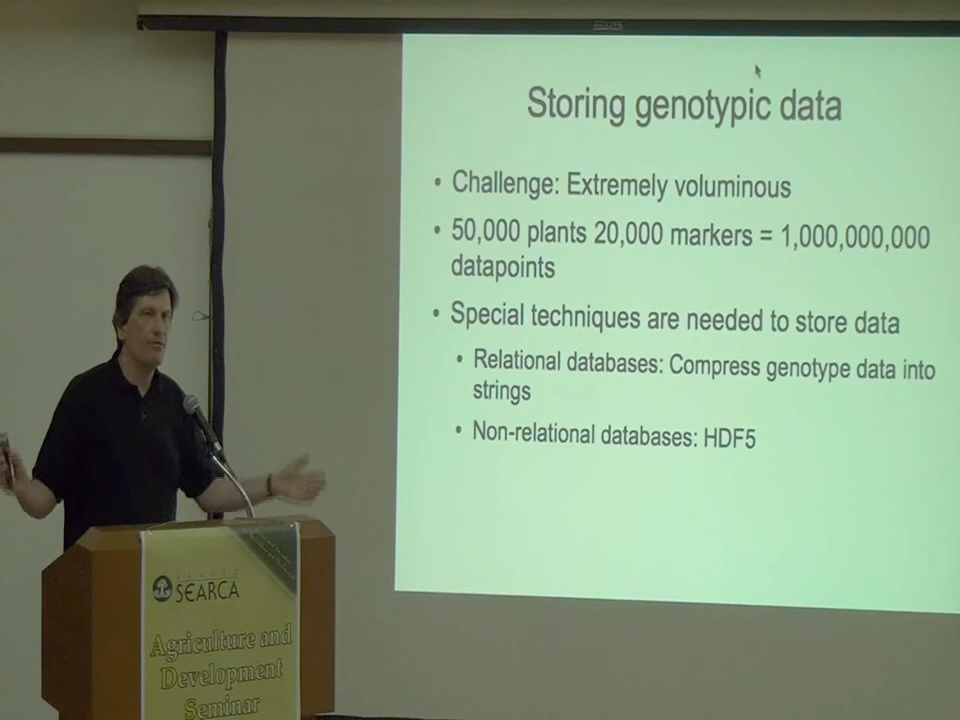 Storing genotypic data
• Challenge: Extremely voluminous
• 50,000 plants 20,000 markers = 1,000,000,000
datapoints
• Special techniques are needed to store data
• Relational databases: Compress genotype data into
strings
• Non-relational databases: HDF5
SEARCA
Agriculture and
Development
Seminar